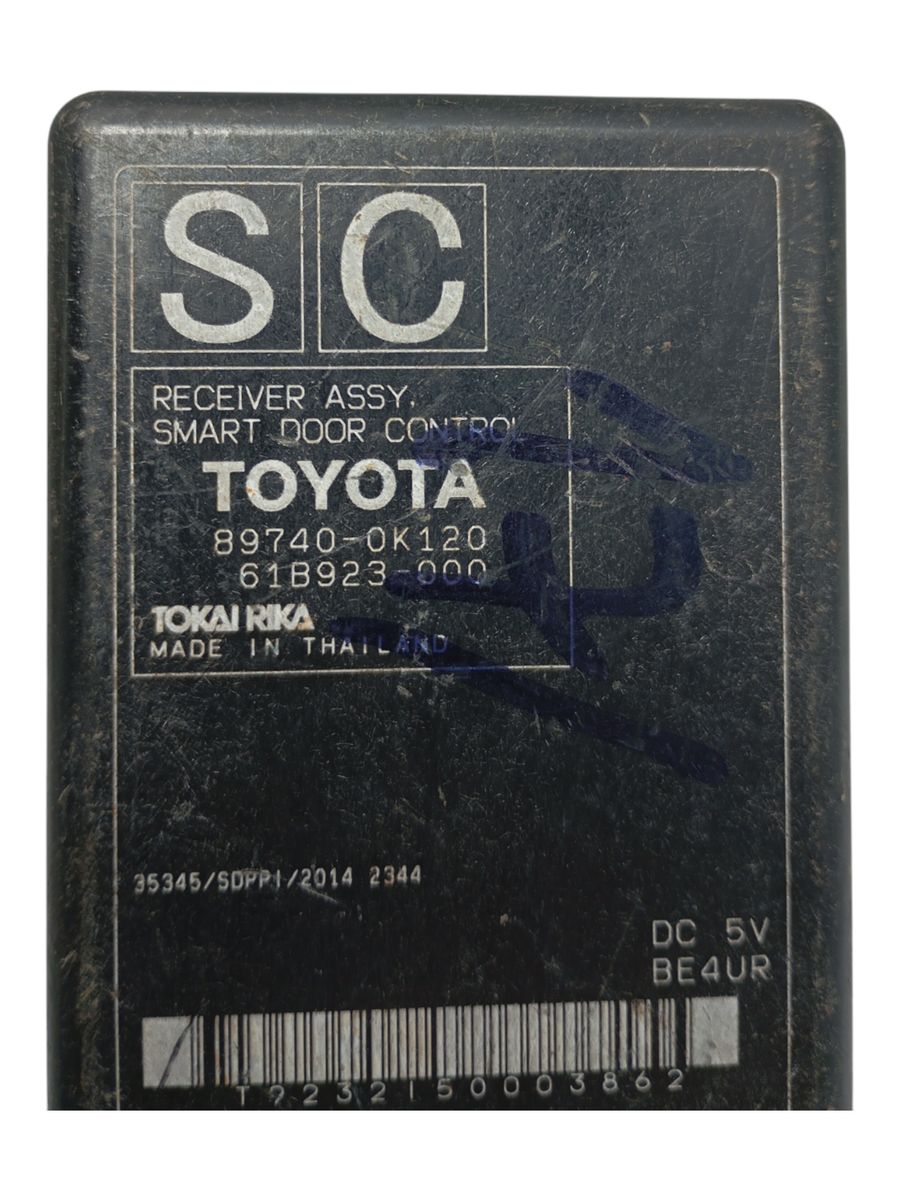 SC
RECEIVER ASSY,
SMART DOOR CONTROL
TOYOTA
89740-0K120
61B923-000
TOKAI RIKA
MADE IN THAILAND
35345/SDPPI/2014 2344
DC 5V
BE4UR
T9232150003862